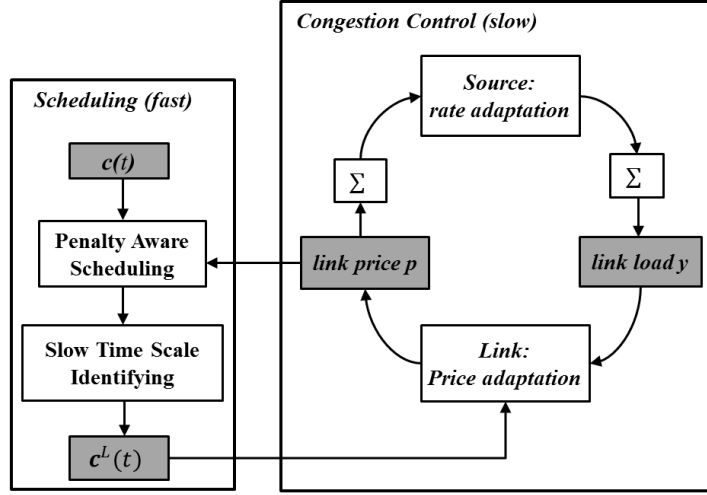 Congestion Control (slow)
Scheduling (fast)
Source:
rate adaptation
c(t)
Σ
Σ
Penalty Aware
Scheduling
link price p
link load y
Slow Time Scale
Identifying
Link:
Price adaptation
c^L(t)